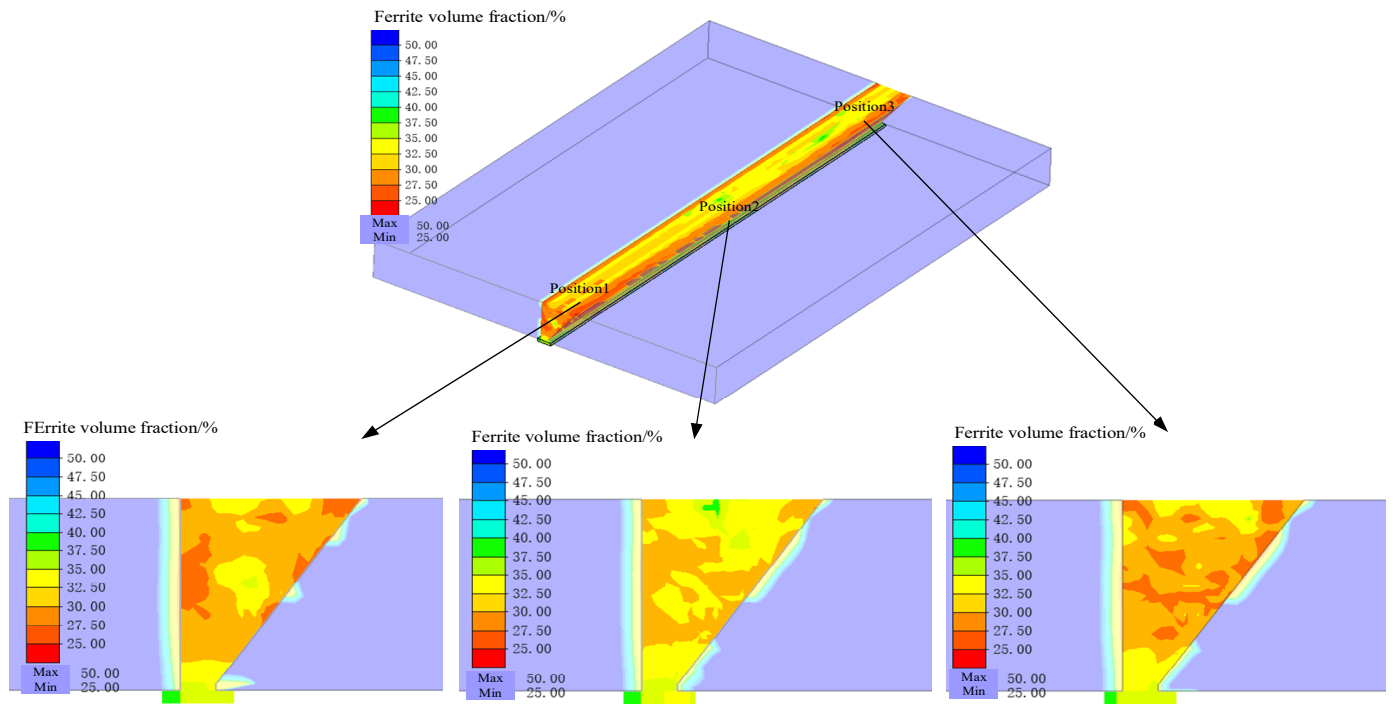 Ferrite volume fraction/%
50. 00
47. 50
45. 00
42. 50
40. 00
37. 50
35. 00
32. 50
30. 00
27. 50
25. 00
Max 50. 00
Min 25. 00
Position3
Position2
Position1
FErrite volume fraction/%
50. 00
47. 50
45. 00
42. 50
40. 00
37. 50
35. 00
32. 50
30. 00
27. 50
25. 00
Max 50. 00
Min 25. 00
Ferrite volume fraction/%
50. 00
47. 50
45. 00
42. 50
40. 00
37. 50
35. 00
32. 50
30. 00
27. 50
25. 00
Max 50. 00
Min 25. 00
Ferrite volume fraction/%
50. 00
47. 50
45. 00
42. 50
40. 00
37. 50
35. 00
32. 50
30. 00
27. 50
25. 00
Max 50. 00
Min 25. 00